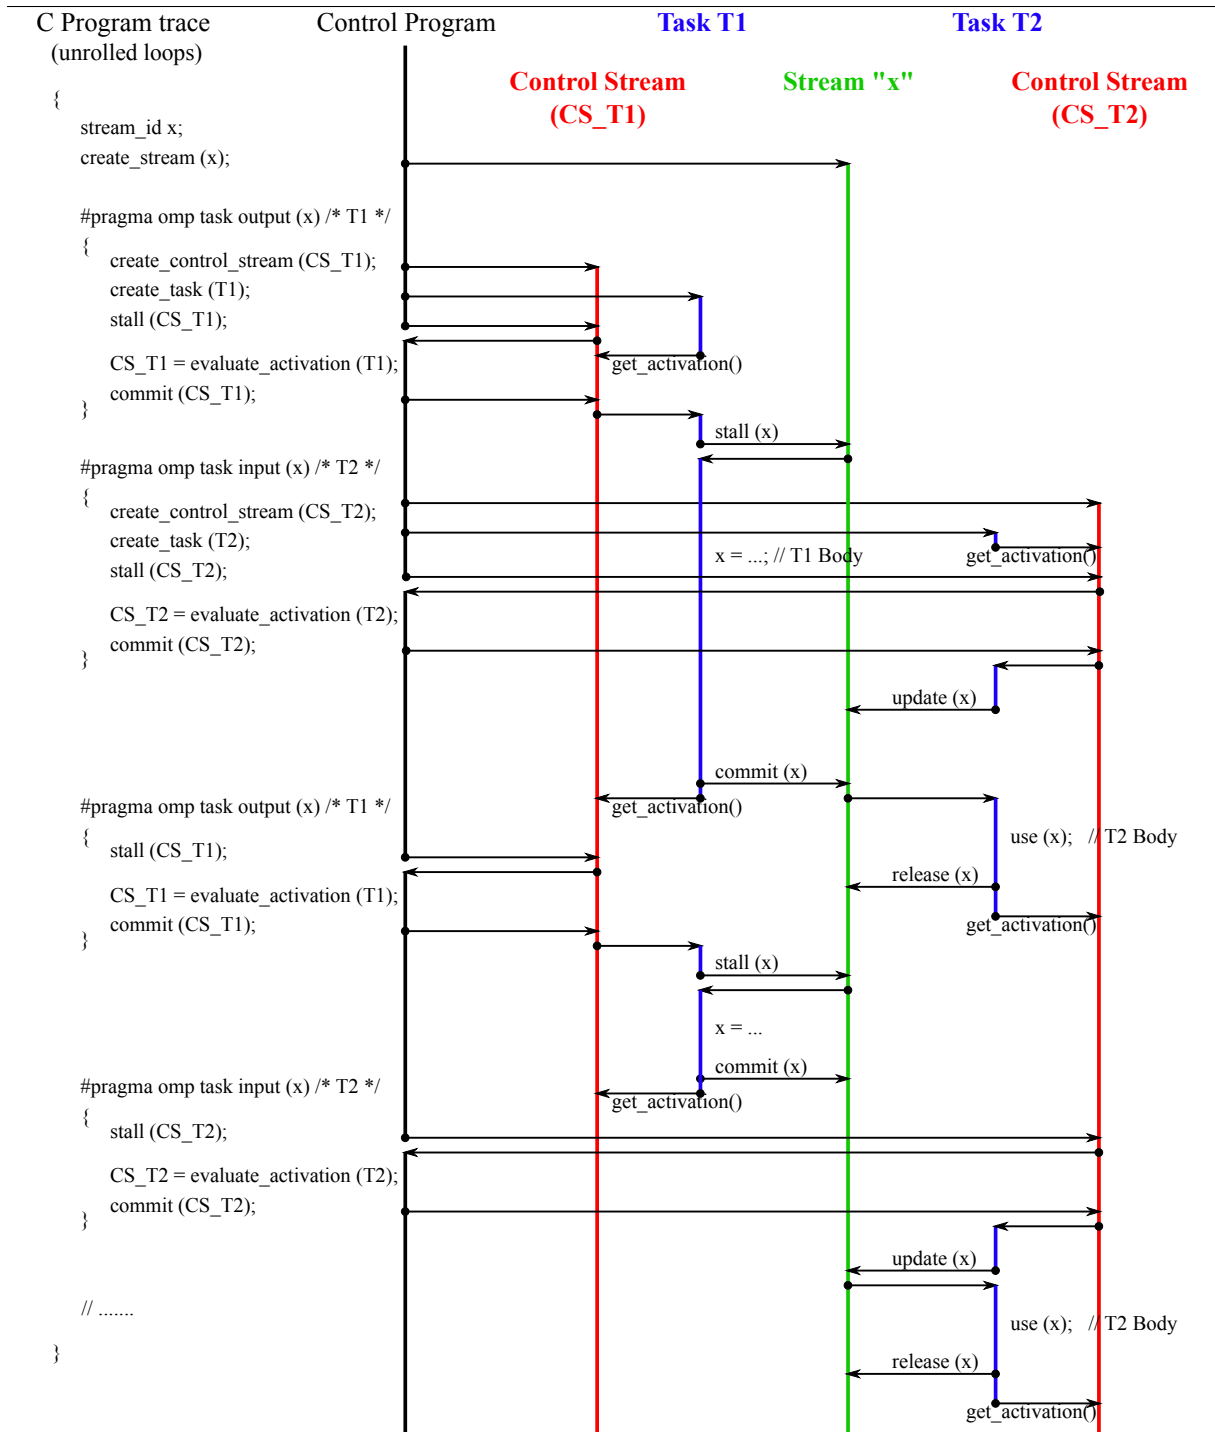 C Program trace
(unrolled loops)
Control Program
Task T1
Task T2
Control Stream
(CS_T1)
Stream "x"
Control Stream
(CS_T2)
{
stream_id x;
create_stream (x);
#pragma omp task output (x) /* T1 */
{
create_control_stream (CS_T1);
create_task (T1);
stall (CS_T1);
CS_T1 = evaluate_activation (T1);
get_activation()
commit (CS_T1);
}
stall (x)
#pragma omp task input (x) /* T2 */
{
create_control_stream (CS_T2);
create_task (T2);
x = ...; // T1 Body
get_activation()
stall (CS_T2);
CS_T2 = evaluate_activation (T2);
commit (CS_T2);
}
update (x)
commit (x)
#pragma omp task output (x) /* T1 */
get_activation()
{
stall (CS_T1);
use (x); // T2 Body
release (x)
CS_T1 = evaluate_activation (T1);
commit (CS_T1);
get_activation()
}
stall (x)
x = ...
commit (x)
#pragma omp task input (x) /* T2 */
get_activation()
{
stall (CS_T2);
CS_T2 = evaluate_activation (T2);
commit (CS_T2);
}
update (x)
// .......
use (x); // T2 Body
}
release (x)
get_activation()